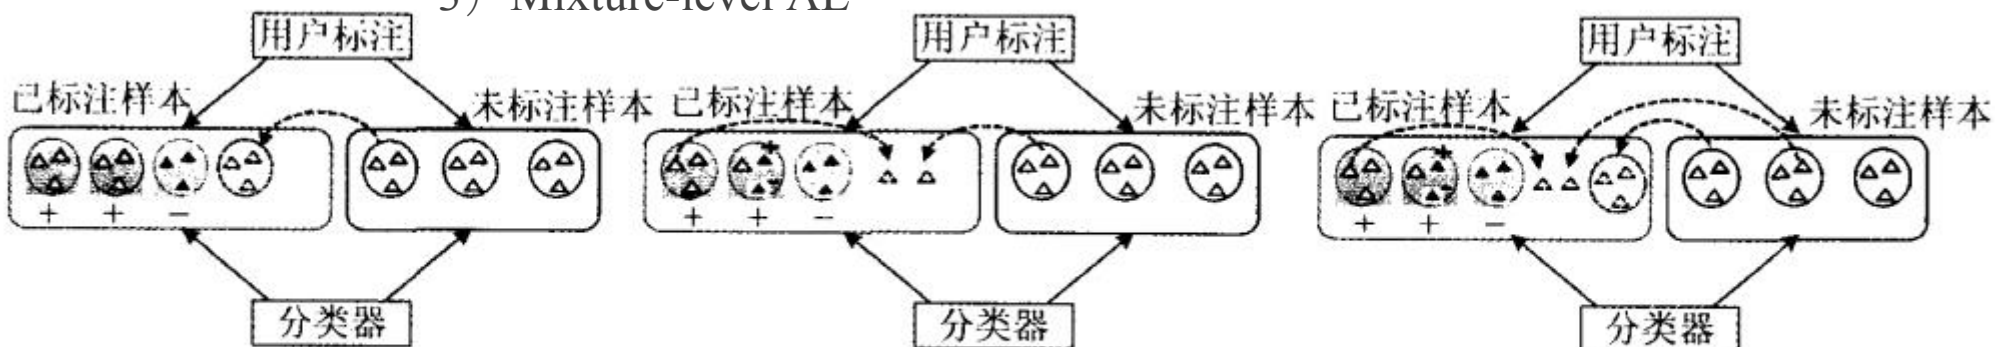 3）Mixture-level AL
用户标注 用户标注 用户标注
已标注样本 未标注样本 已标注样本 未标注样本 已标注样本 未标注样本
+ -
+ -
+ + − + + − + + −
分类器 分类器 分类器